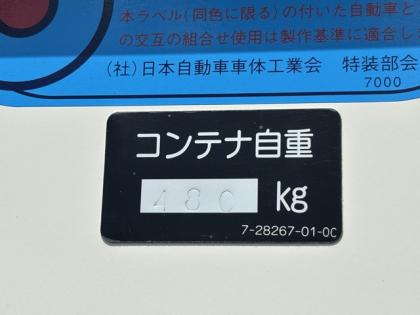 本ラベル(同色に限る)の付いた自動車と
の交互の組合せ使用は製作基準に適合し
(社)日本自動車車体工業会 特装部会
7000
コンテナ自重
480 kg
7-28267-01-0C